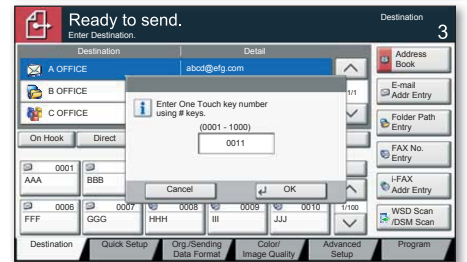 Ready to send.
Enter Destination.
Destination
3
Destination
Detail
A OFFICE
abcd@efg.com
B OFFICE
C OFFICE
1/1
Enter One Touch key number
using # keys.
(0001 - 1000)
0011
Cancel
OK
On Hook
Direct
0001
AAA
BBB
0006
FFF
0007
GGG
0008
HHH
0009
III
0010
JJJ
1/100
Address
Book
E-mail
Addr Entry
Folder Path
Entry
FAX No.
Entry
i-FAX
Addr Entry
WSD Scan
/DSM Scan
Destination
Quick Setup
Org./Sending
Data Format
Color/
Image Quality
Advanced
Setup
Program